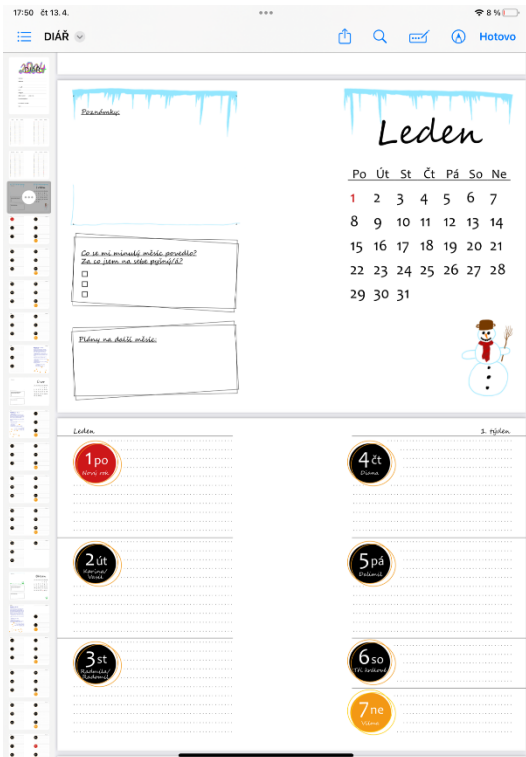 17:50 čt 13. 4.
8 %
DIÁŘ
Hotovo
Poznámky:
Co se mi minulý měsíc povedlo?
Za co jsem na sebe pyšný/á?
Plány na další měsíc:
Leden
Po Út St Čt Pá So Ne
1 2 3 4 5 6 7
8 9 10 11 12 13 14
15 16 17 18 19 20 21
22 23 24 25 26 27 28
29 30 31
Leden
1. týden
1 po
Nový rok
2 út
Karina/
Vasil
3 st
Radmila/
Radomil
4 čt
Diana
5 pá
Dalimil
6 so
Tři králové
7 ne
Vilma